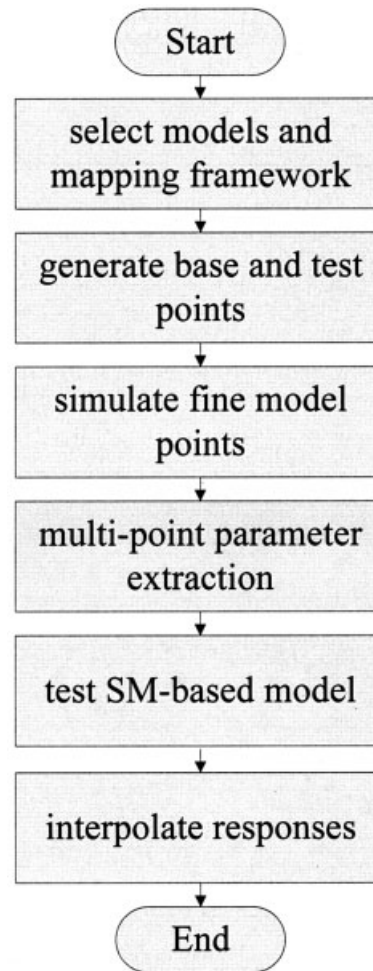 Start
select models and
mapping framework
generate base and test
points
simulate fine model
points
multi-point parameter
extraction
test SM-based model
interpolate responses
End